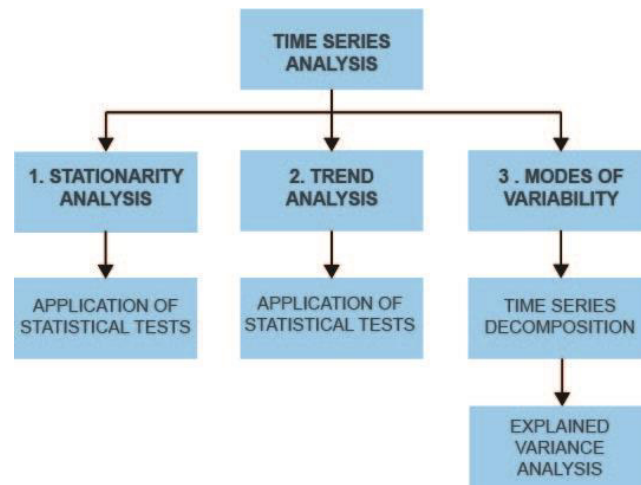 TIME SERIES
ANALYSIS
1. STATIONARITY
ANALYSIS
2. TREND
ANALYSIS
3 . MODES OF
VARIABILITY
APPLICATION OF
STATISTICAL TESTS
APPLICATION OF
STATISTICAL TESTS
TIME SERIES
DECOMPOSITION
EXPLAINED
VARIANCE
ANALYSIS